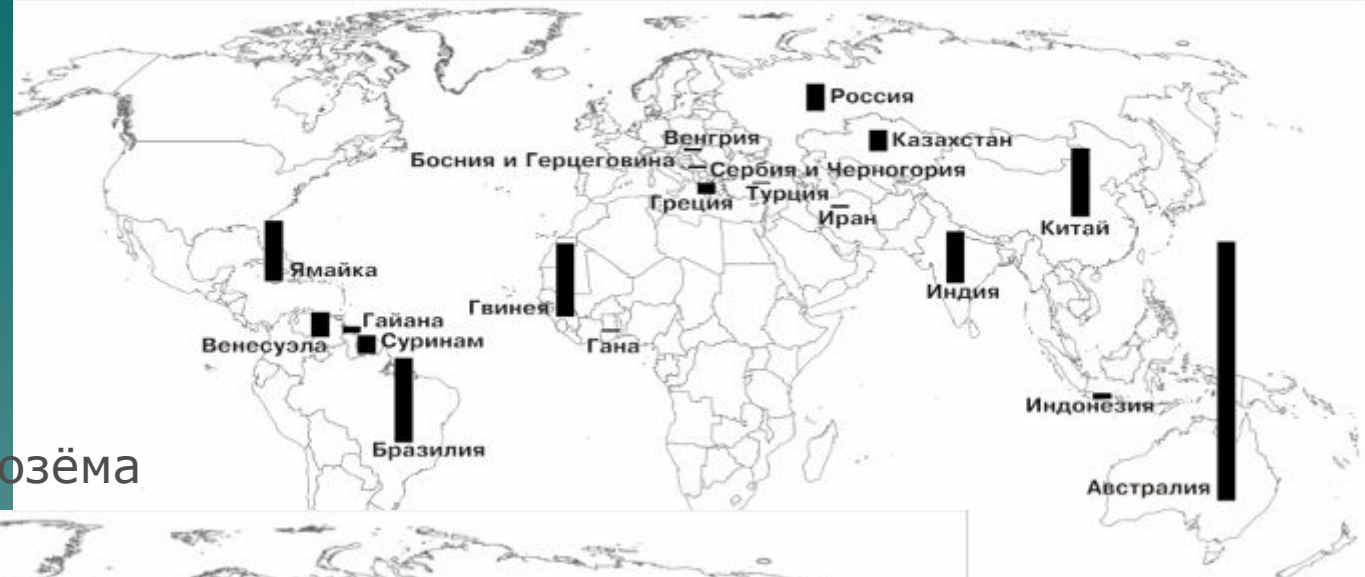 Россия
Венгрия
Казахстан
Босния и Герцеговина
Сербия и Черногория
Турция
Греция
Иран
Китай
Ямайка
Индия
Гвинея
Гайана
Суринам
Венесуэла
Гана
Индонезия
Бразилия
озёма
Австралия